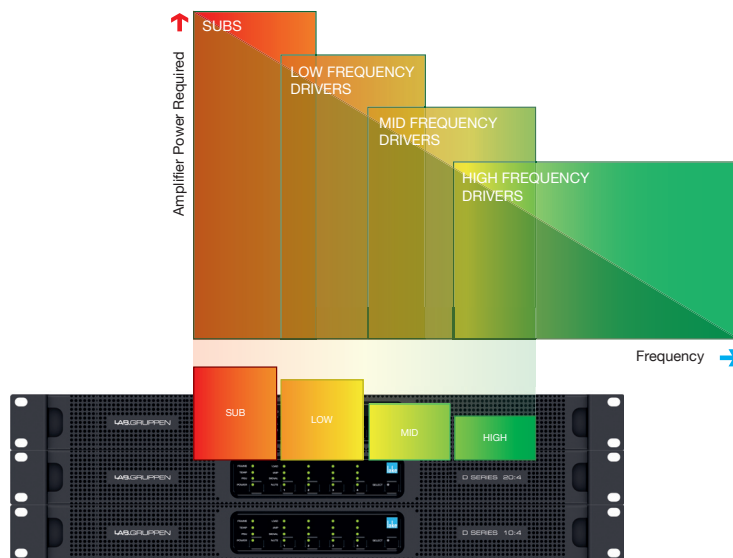 SUBS
Amplifier Power Required
LOW FREQUENCY
DRIVERS
MID FREQUENCY
DRIVERS
HIGH FREQUENCY
DRIVERS
Frequency
SUB
LOW
MID
HIGH
LAB.GRUPPEN
LAB.GRUPPEN
D SERIES 20:4
LAB.GRUPPEN
D SERIES 10:4